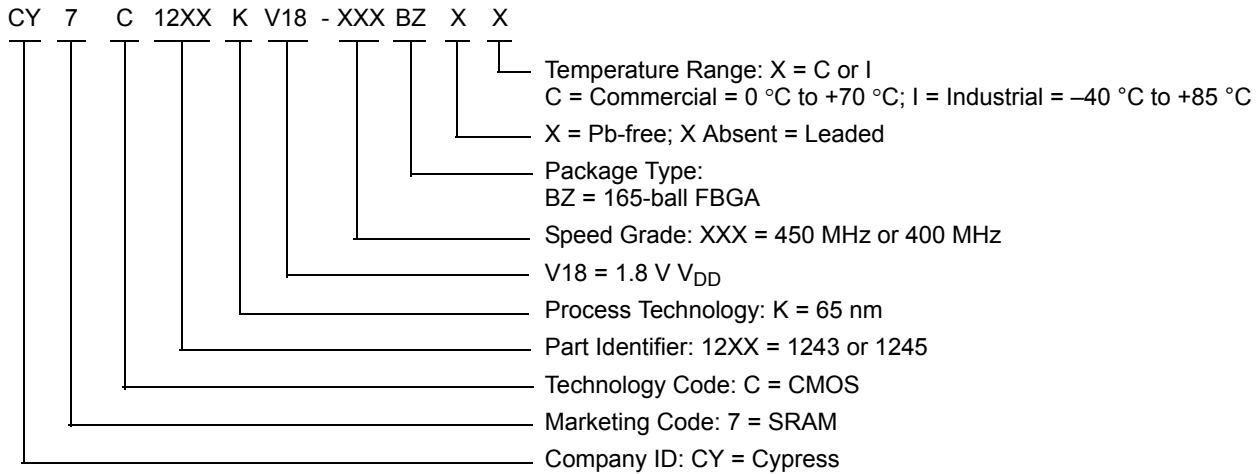 CY 7 C 12XX K V18 - XXX BZ X X
Temperature Range: X = C or I
C = Commercial = 0 °C to +70 °C; I = Industrial = –40 °C to +85 °C
X = Pb-free; X Absent = Leaded
Package Type:
BZ = 165-ball FBGA
Speed Grade: XXX = 450 MHz or 400 MHz
V18 = 1.8 V VDD
Process Technology: K = 65 nm
Part Identifier: 12XX = 1243 or 1245
Technology Code: C = CMOS
Marketing Code: 7 = SRAM
Company ID: CY = Cypress